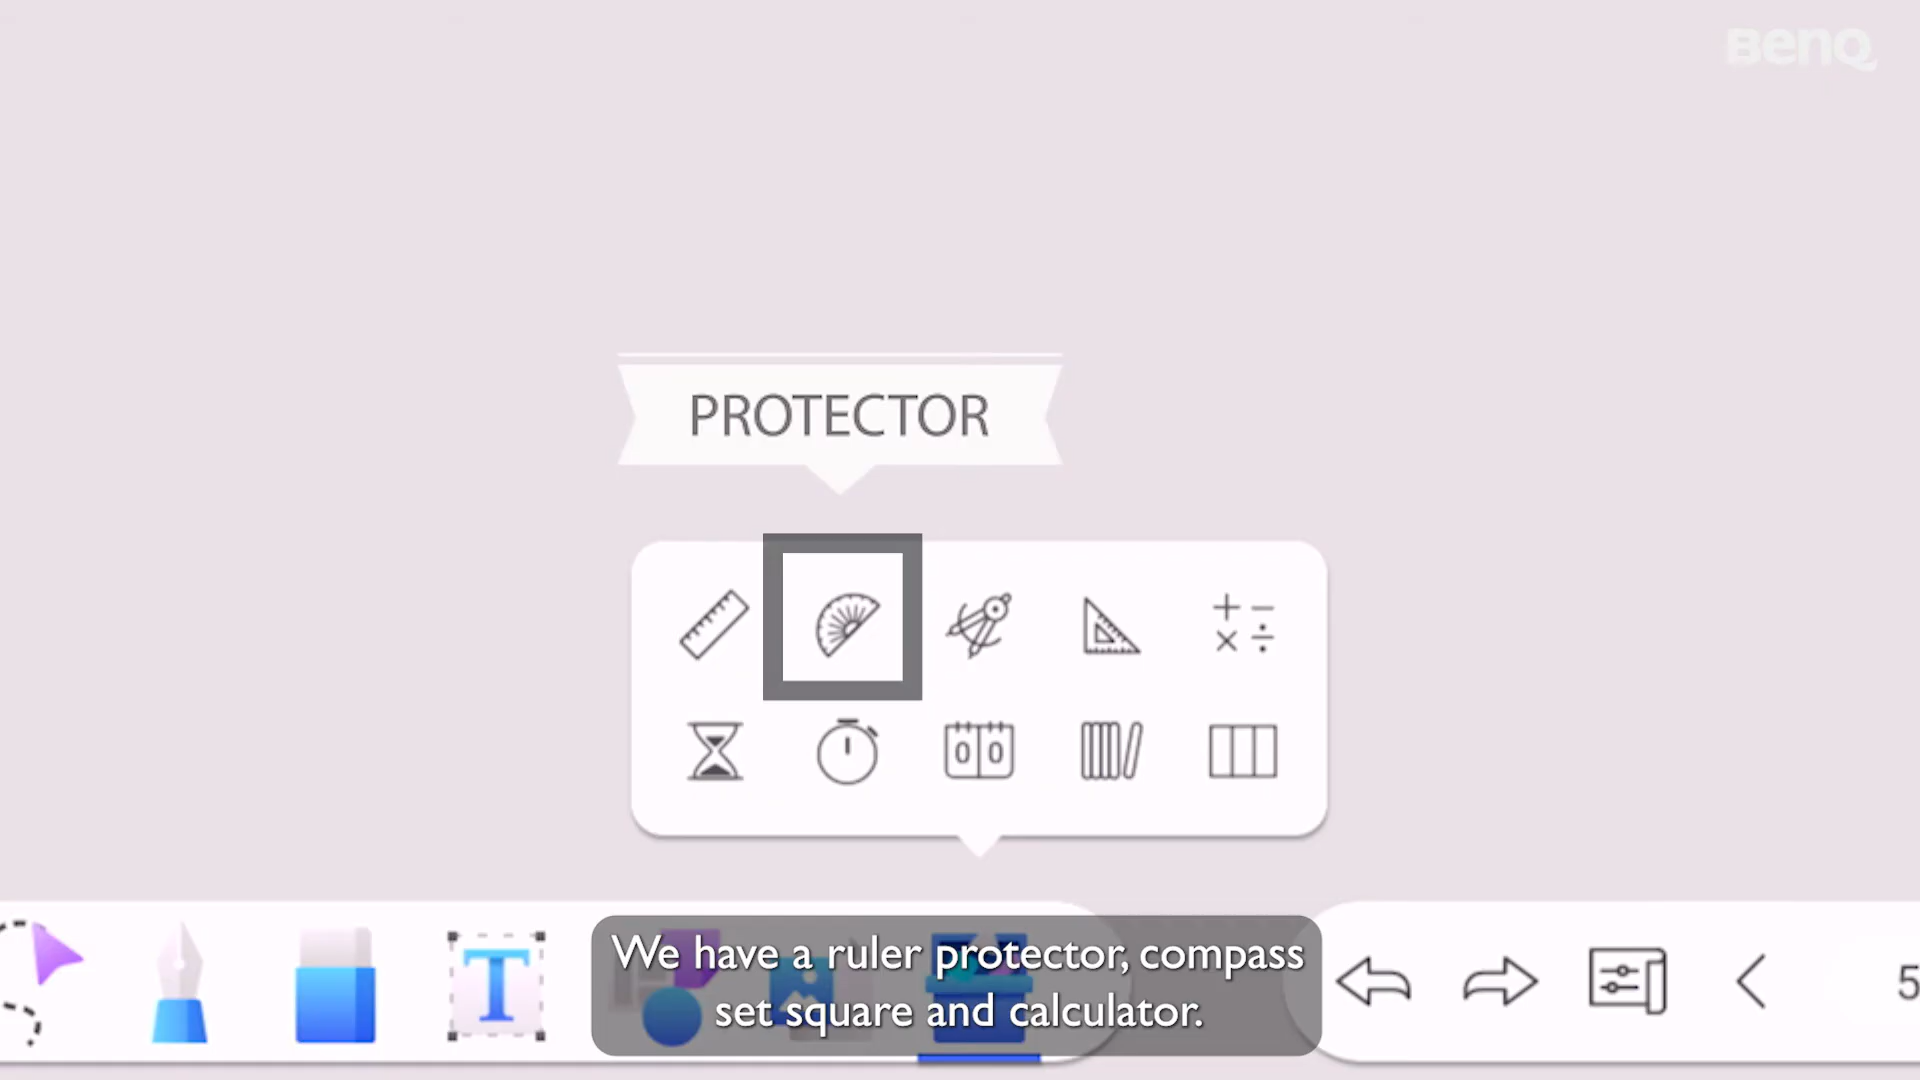 BenQ
PROTECTOR
+ −
× ÷
0 0
T
We have a ruler protector, compass
set square and calculator.
5